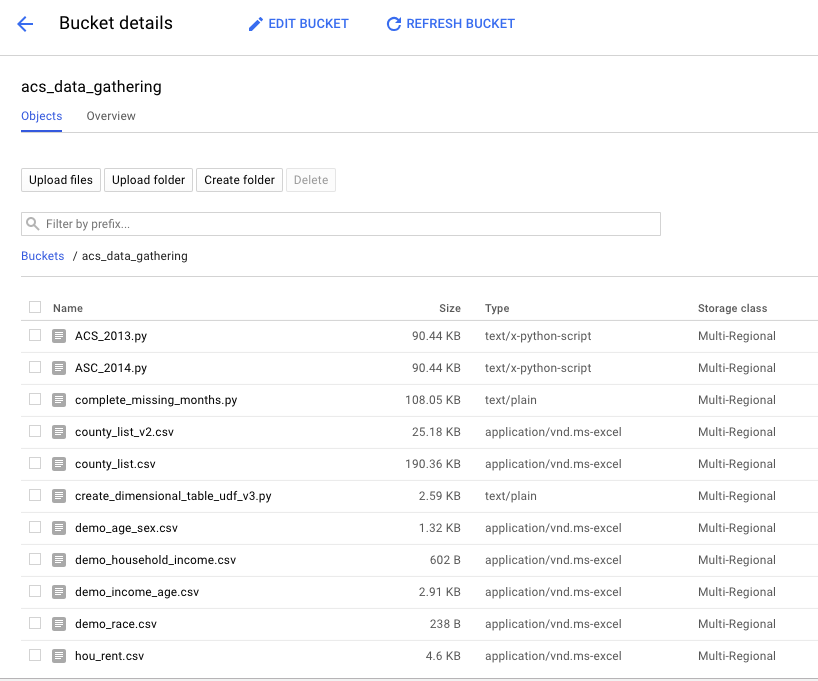 Bucket details EDIT BUCKET REFRESH BUCKET
acs_data_gathering
Objects Overview
Upload files Upload folder Create folder Delete
Filter by prefix...
Buckets / acs_data_gathering
Name Size Type Storage class
ACS_2013.py 90.44 KB text/x-python-script Multi-Regional
ASC_2014.py 90.44 KB text/x-python-script Multi-Regional
complete_missing_months.py 108.05 KB text/plain Multi-Regional
county_list_v2.csv 25.18 KB application/vnd.ms-excel Multi-Regional
county_list.csv 190.36 KB application/vnd.ms-excel Multi-Regional
create_dimensional_table_udf_v3.py 2.59 KB text/plain Multi-Regional
demo_age_sex.csv 1.32 KB application/vnd.ms-excel Multi-Regional
demo_household_income.csv 602 B application/vnd.ms-excel Multi-Regional
demo_income_age.csv 2.91 KB application/vnd.ms-excel Multi-Regional
demo_race.csv 238 B application/vnd.ms-excel Multi-Regional
hou_rent.csv 4.6 KB application/vnd.ms-excel Multi-Regional